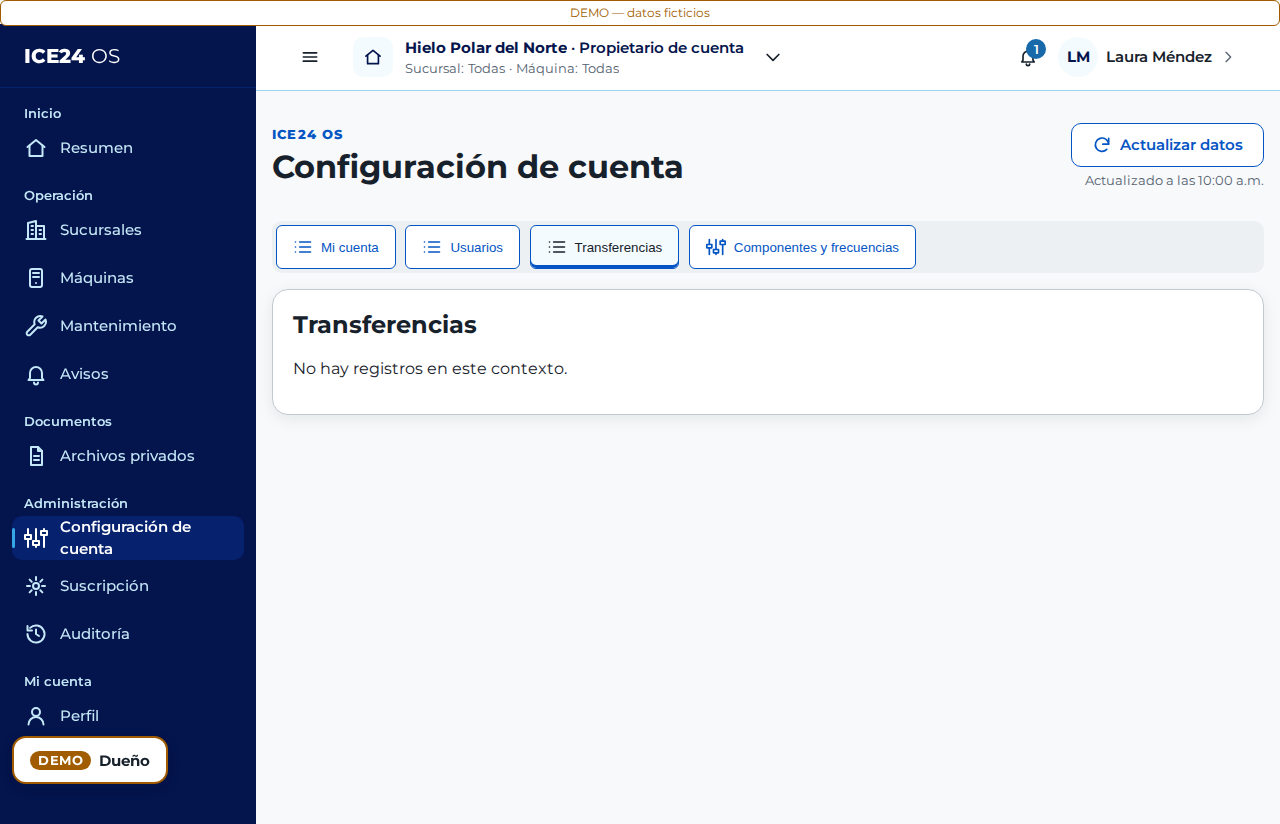 DEMO — datos ficticios
ICE24 OS
Inicio
Resumen
Operación
Sucursales
Máquinas
Mantenimiento
Avisos
Documentos
Archivos privados
Administración
Configuración de
cuenta
Suscripción
Auditoría
Mi cuenta
Perfil
DEMO Dueño
Hielo Polar del Norte · Propietario de cuenta
Sucursal: Todas · Máquina: Todas
1
LM Laura Méndez
ICE24 OS
Configuración de cuenta
Actualizar datos
Actualizado a las 10:00 a.m.
Mi cuenta
Usuarios
Transferencias
Componentes y frecuencias
Transferencias
No hay registros en este contexto.